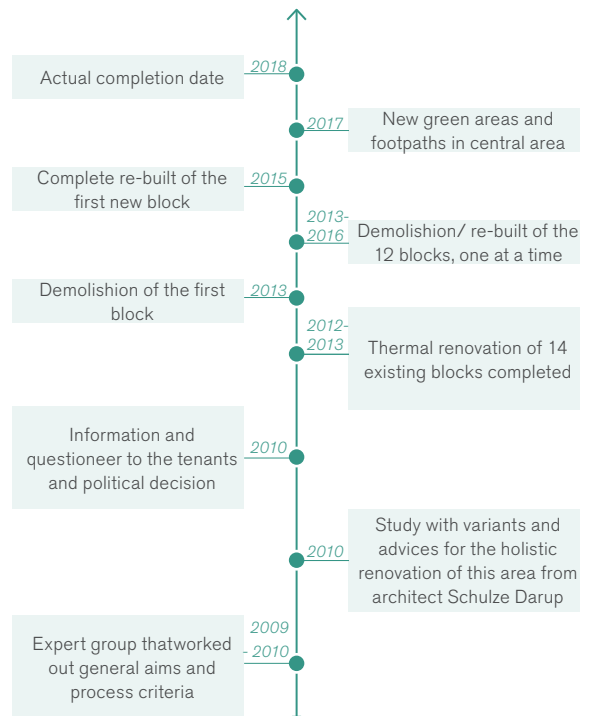 2018
Actual completion date
2017
New green areas and
footpaths in central area
Complete re-built of the
first new block
2015
2013-
2016
Demolishion/ re-built of the
12 blocks, one at a time
Demolishion of the first
block
2013
2012-
2013
Thermal renovation of 14
existing blocks completed
Information and
questioneer to the tenants
and political decision
2010
Study with variants and
advices for the holistic
renovation of this area from
architect Schulze Darup
2010
2009
- 2010
Expert group thatworked
out general aims and
process criteria